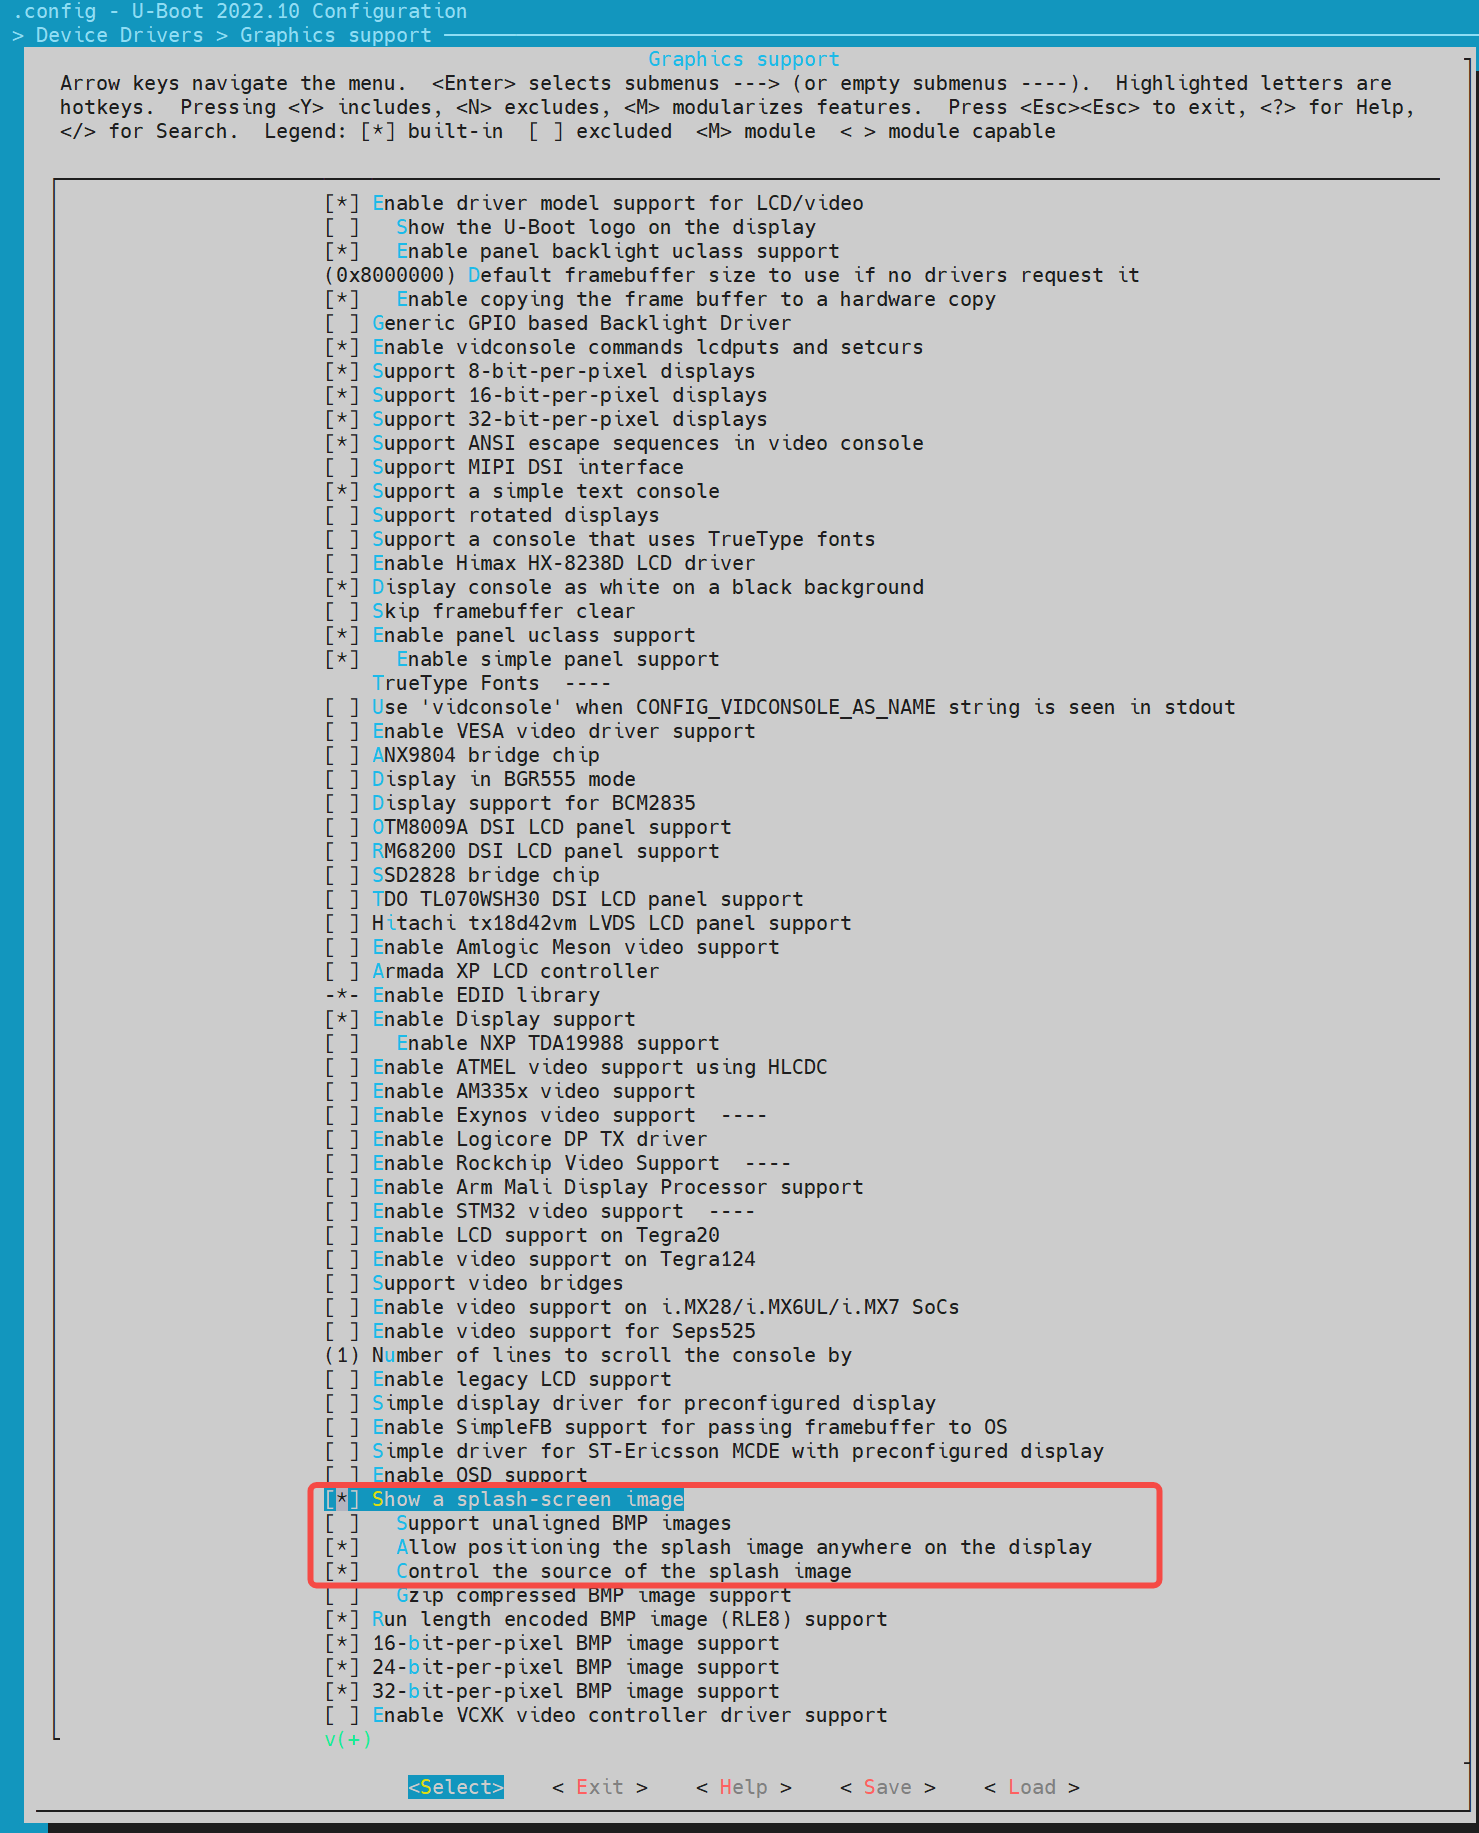 .config - U-Boot 2022.10 Configuration
> Device Drivers > Graphics support
Graphics support
Arrow keys navigate the menu.  <Enter> selects submenus ---> (or empty submenus ----).  Highlighted letters are
hotkeys.  Pressing <Y> includes, <N> excludes, <M> modularizes features.  Press <Esc><Esc> to exit, <?> for Help,
</> for Search.  Legend: [*] built-in  [ ] excluded  <M> module  < > module capable
[*] Enable driver model support for LCD/video
[ ]   Show the U-Boot logo on the display
[*]   Enable panel backlight uclass support
(0x8000000) Default framebuffer size to use if no drivers request it
[*]   Enable copying the frame buffer to a hardware copy
[ ] Generic GPIO based Backlight Driver
[*] Enable vidconsole commands lcdputs and setcurs
[*] Support 8-bit-per-pixel displays
[*] Support 16-bit-per-pixel displays
[*] Support 32-bit-per-pixel displays
[*] Support ANSI escape sequences in video console
[ ] Support MIPI DSI interface
[*] Support a simple text console
[ ] Support rotated displays
[ ] Support a console that uses TrueType fonts
[ ] Enable Himax HX-8238D LCD driver
[*] Display console as white on a black background
[ ] Skip framebuffer clear
[*] Enable panel uclass support
[*]   Enable simple panel support
TrueType Fonts  ----
[ ] Use 'vidconsole' when CONFIG_VIDCONSOLE_AS_NAME string is seen in stdout
[ ] Enable VESA video driver support
[ ] ANX9804 bridge chip
[ ] Display in BGR555 mode
[ ] Display support for BCM2835
[ ] OTM8009A DSI LCD panel support
[ ] RM68200 DSI LCD panel support
[ ] SSD2828 bridge chip
[ ] TDO TL070WSH30 DSI LCD panel support
[ ] Hitachi tx18d42vm LVDS LCD panel support
[ ] Enable Amlogic Meson video support
[ ] Armada XP LCD controller
-*- Enable EDID library
[*] Enable Display support
[ ]   Enable NXP TDA19988 support
[ ] Enable ATMEL video support using HLCDC
[ ] Enable AM335x video support
[ ] Enable Exynos video support  ----
[ ] Enable Logicore DP TX driver
[ ] Enable Rockchip Video Support  ----
[ ] Enable Arm Mali Display Processor support
[ ] Enable STM32 video support  ----
[ ] Enable LCD support on Tegra20
[ ] Enable video support on Tegra124
[ ] Support video bridges
[ ] Enable video support on i.MX28/i.MX6UL/i.MX7 SoCs
[ ] Enable video support for Seps525
(1) Number of lines to scroll the console by
[ ] Enable legacy LCD support
[ ] Simple display driver for preconfigured display
[ ] Enable SimpleFB support for passing framebuffer to OS
[ ] Simple driver for ST-Ericsson MCDE with preconfigured display
[ ] Enable OSD support
[*] Show a splash-screen image
[ ]   Support unaligned BMP images
[*]   Allow positioning the splash image anywhere on the display
[*]   Control the source of the splash image
[ ]   Gzip compressed BMP image support
[*] Run length encoded BMP image (RLE8) support
[*] 16-bit-per-pixel BMP image support
[*] 24-bit-per-pixel BMP image support
[*] 32-bit-per-pixel BMP image support
[ ] Enable VCXK video controller driver support
v(+)
<Select>    < Exit >    < Help >    < Save >    < Load >